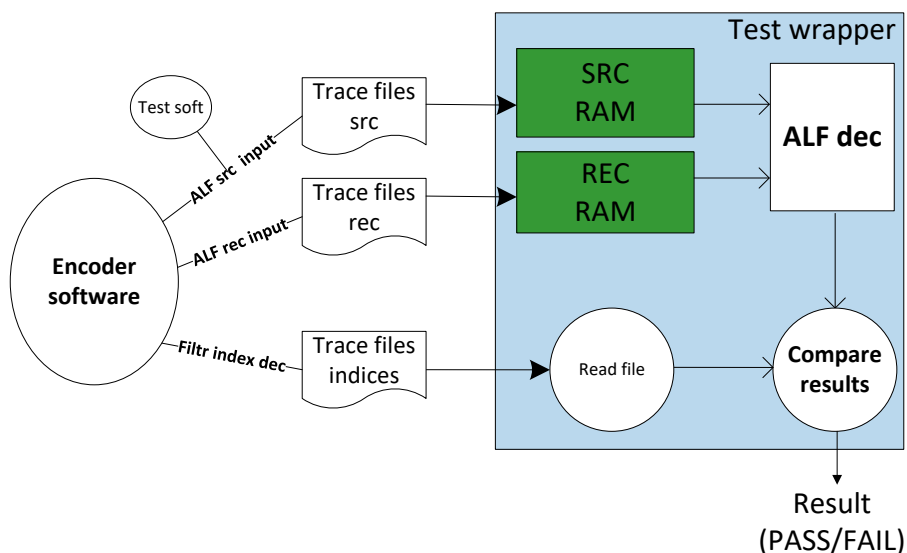 Test wrapper
Test soft
ALF src input
Trace files
src
SRC
RAM
ALF dec
ALF rec input
Trace files
rec
REC
RAM
Encoder
software
Filtr index dec
Trace files
indices
Read file
Compare
results
Result
(PASS/FAIL)